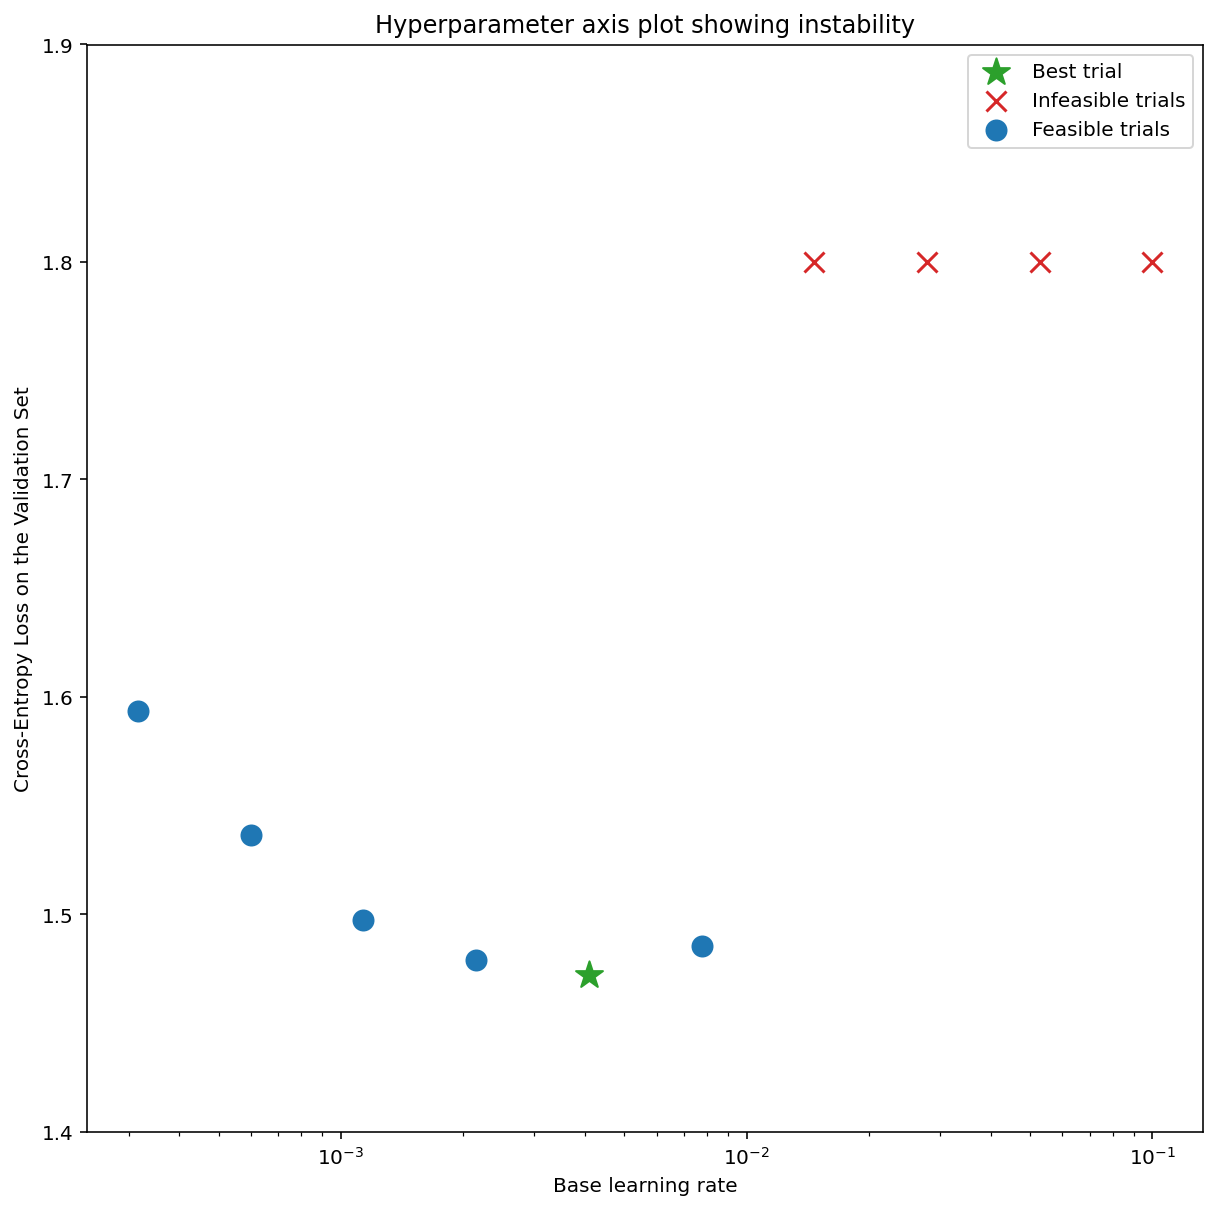 Hyperparameter axis plot showing instability
Best trial
Infeasible trials
Feasible trials
Cross-Entropy Loss on the Validation Set
1.9
1.8
1.7
1.6
1.5
1.4
10⁻³ 10⁻² 10⁻¹
Base learning rate